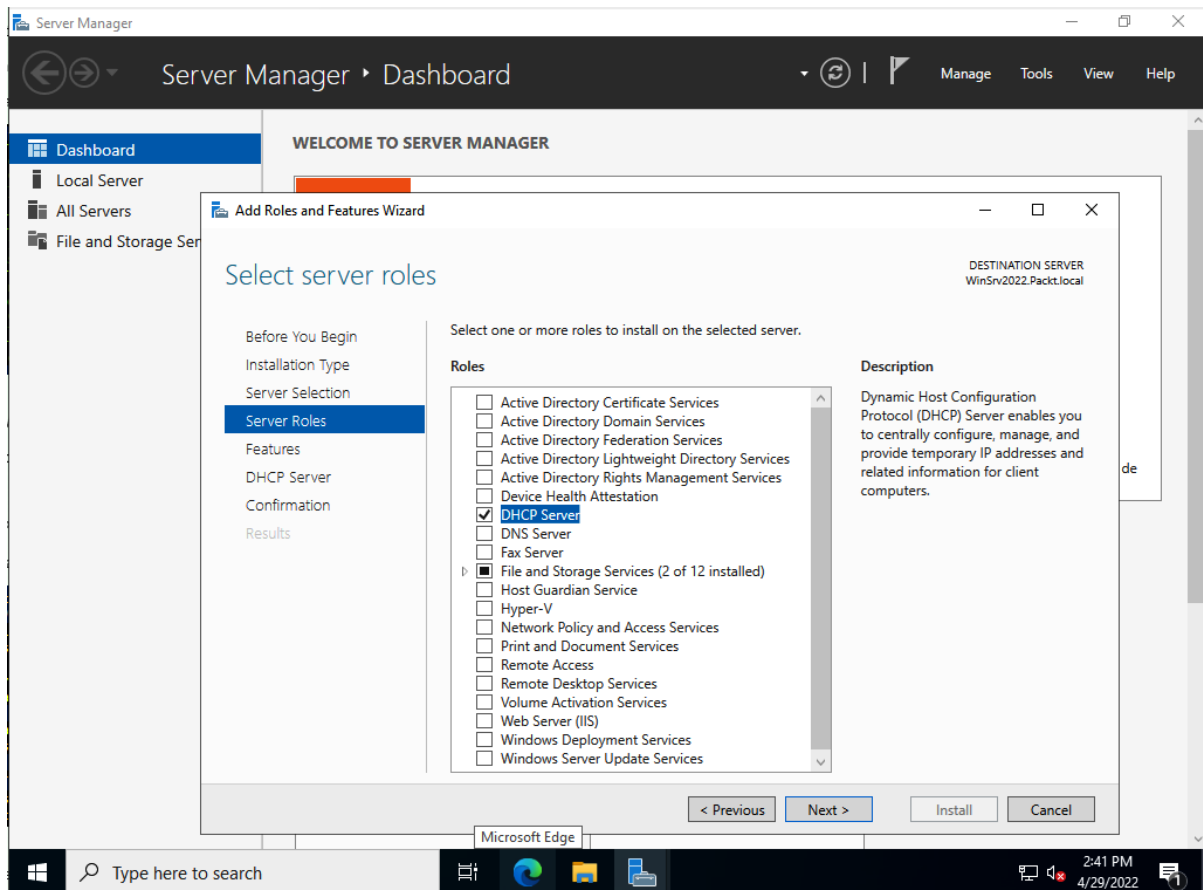 Server Manager
Server Manager ‣ Dashboard
Manage Tools View Help
Dashboard
Local Server
All Servers
File and Storage Ser
WELCOME TO SERVER MANAGER
Add Roles and Features Wizard
Select server roles
DESTINATION SERVER
WinSrv2022.Packt.local
Before You Begin
Installation Type
Server Selection
Server Roles
Features
DHCP Server
Confirmation
Results
Select one or more roles to install on the selected server.
Roles
Active Directory Certificate Services
Active Directory Domain Services
Active Directory Federation Services
Active Directory Lightweight Directory Services
Active Directory Rights Management Services
Device Health Attestation
DHCP Server
DNS Server
Fax Server
File and Storage Services (2 of 12 installed)
Host Guardian Service
Hyper-V
Network Policy and Access Services
Print and Document Services
Remote Access
Remote Desktop Services
Volume Activation Services
Web Server (IIS)
Windows Deployment Services
Windows Server Update Services
Description
Dynamic Host Configuration
Protocol (DHCP) Server enables you
to centrally configure, manage, and
provide temporary IP addresses and
related information for client
computers.
de
< Previous Next > Install Cancel
Microsoft Edge
Type here to search
2:41 PM
4/29/2022
1